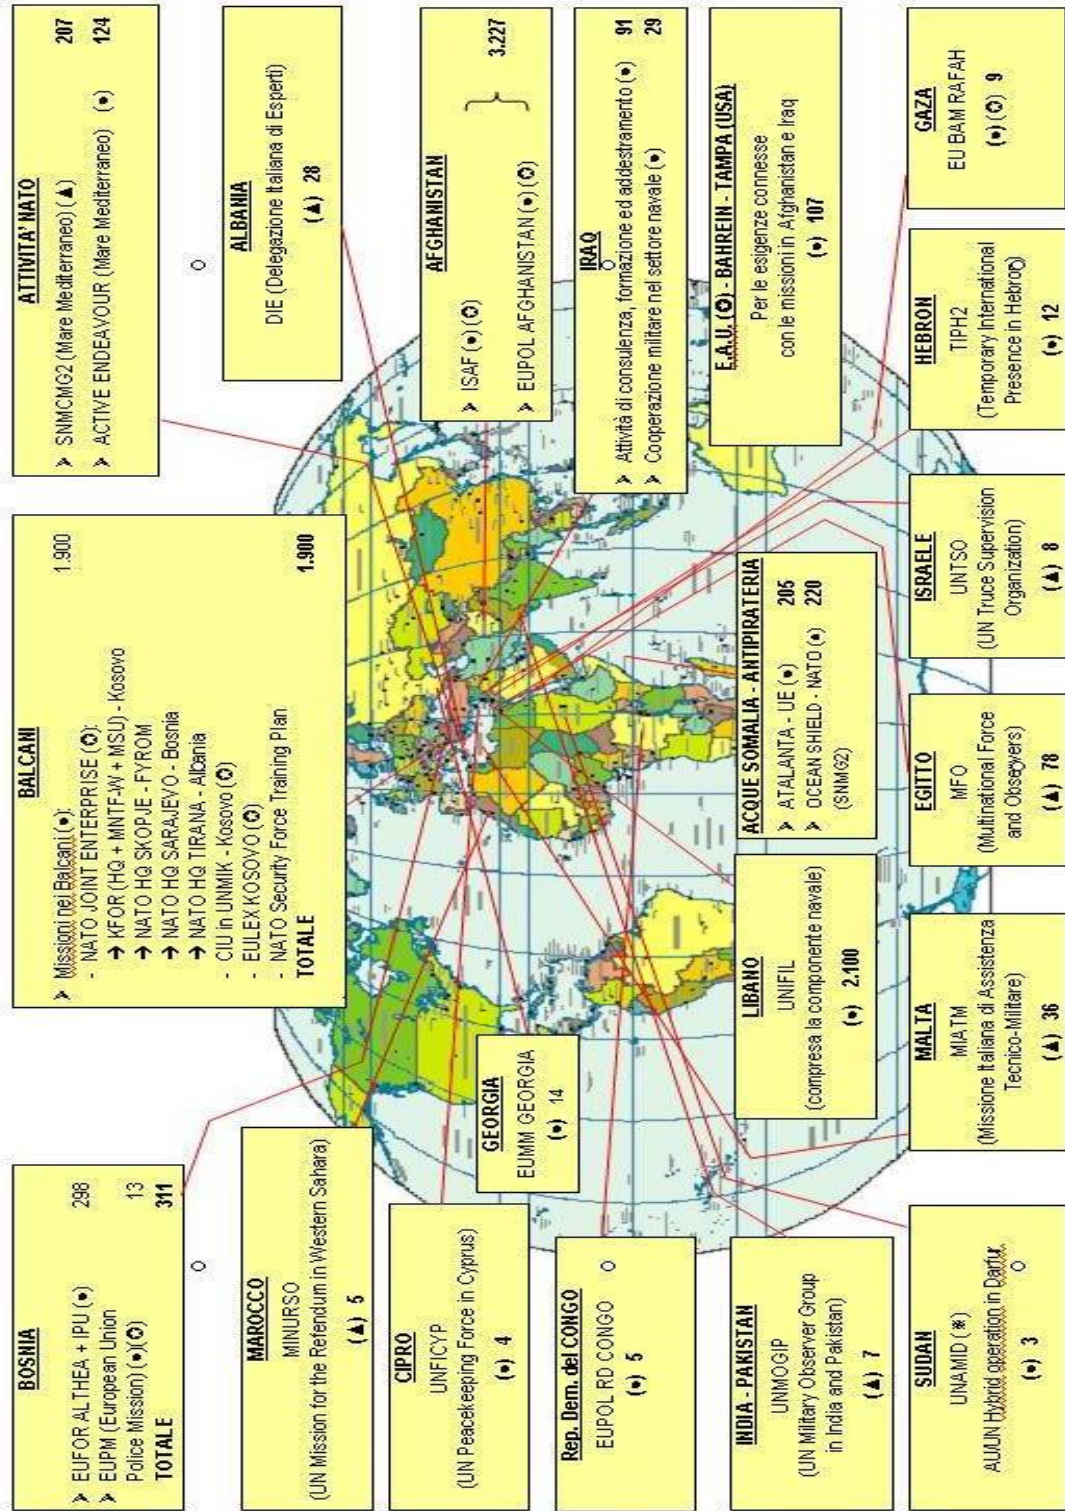 BOSNIA
➤ EUFOR ALTHEA + IPU (●) 298
➤ EUPM (European Union
Police Mission) (●)(✪) 13
TOTALE 311
BALCANI
➤ Missioni nei Balcani(●):
- NATO JOINT ENTERPRISE (✪): 1.900
➔ KFOR (HQ + MNTF-W + MSU) - Kosovo
➔ NATO HQ SKOPJE - FYROM
➔ NATO HQ SARAJEVO - Bosnia
➔ NATO HQ TIRANA - Albania
- CIU in UNMIK - Kosovo (✪)
- EULEX KOSOVO (✪)
- NATO Security Force Training Plan
TOTALE 1.900
ATTIVITA' NATO
➤ SNMCMG2 (Mare Mediterraneo) (▲) 207
➤ ACTIVE ENDEAVOUR (Mare Mediterraneo) (●) 124
ALBANIA
DIE (Delegazione Italiana di Esperti)
(▲) 28
MAROCCO
MINURSO
(UN Mission for the Refendum in Western Sahara)
(▲) 5
CIPRO
UNFICYP
(UN Peacekeeping Force in Cyprus)
(●) 4
GEORGIA
EUMM GEORGIA
(●) 14
AFGHANISTAN
➤ ISAF (●)(✪)
3.227
➤ EUPOL AFGHANISTAN (●)(✪)
Rep. Dem. del CONGO
EUPOL RD CONGO
(●) 5
IRAQ
➤ Attività di consulenza, formazione ed addestramento (●) 91
➤ Cooperazione militare nel settore navale (●) 29
INDIA - PAKISTAN
UNMOGIP
(UN Military Observer Group
in India and Pakistan)
(▲) 7
LIBANO
UNIFIL
(compresa la componente navale)
(●) 2.100
ACQUE SOMALIA - ANTIPIRATERIA
➤ ATALANTA - UE (●) 205
➤ OCEAN SHIELD - NATO (●) 220
(SNMG2)
E.A.U. (✪) - BAHREIN - TAMPA (USA)
Per le esigenze connesse
con le missioni in Afghanistan e Iraq
(●) 107
SUDAN
UNAMID (※)
AU/UN Hybrid operation in Darfur
(●) 3
MALTA
MIATM
(Missione Italiana di Assistenza
Tecnico-Militare)
(▲) 36
EGITTO
MFO
(Multinational Force
and Observers)
(▲) 78
ISRAELE
UNTSO
(UN Truce Supervision
Organization)
(▲) 8
HEBRON
TIPH2
(Temporary International
Presence in Hebron)
(●) 12
GAZA
EU BAM RAFAH
(●)(✪) 9